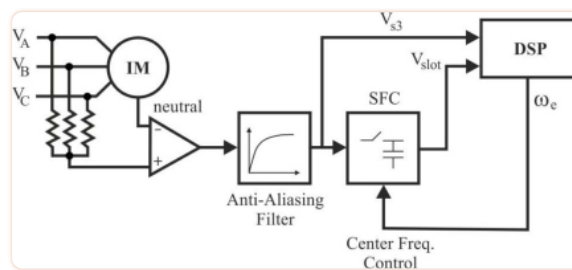 V_A
V_B
V_C
IM
neutral
−
+
Anti-Aliasing
Filter
V_s3
V_slot
SFC
DSP
ω_e
Center Freq.
Control